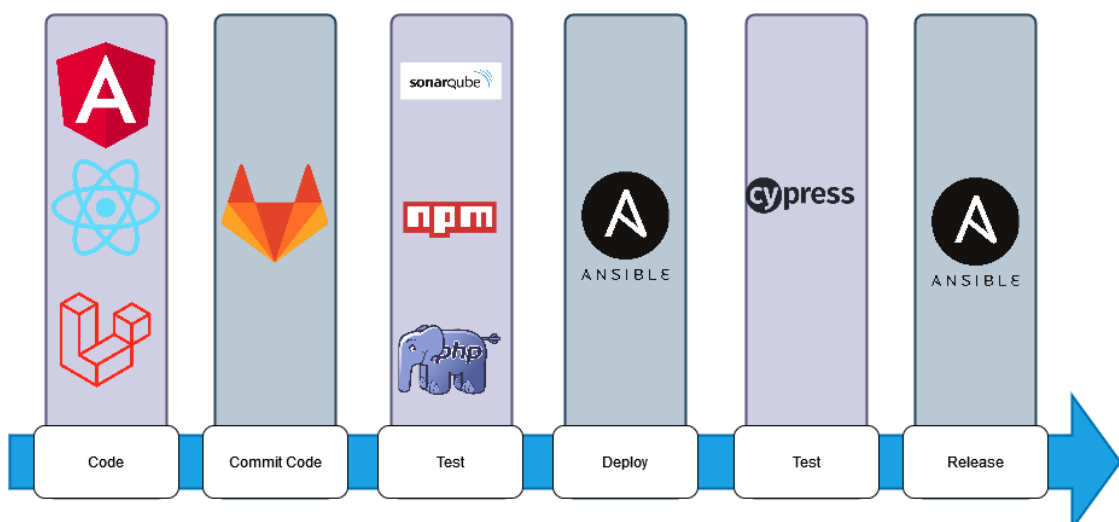 sonarqube
npm
php
ANSIBLE
cypress
ANSIBLE
Code
Commit Code
Test
Deploy
Test
Release